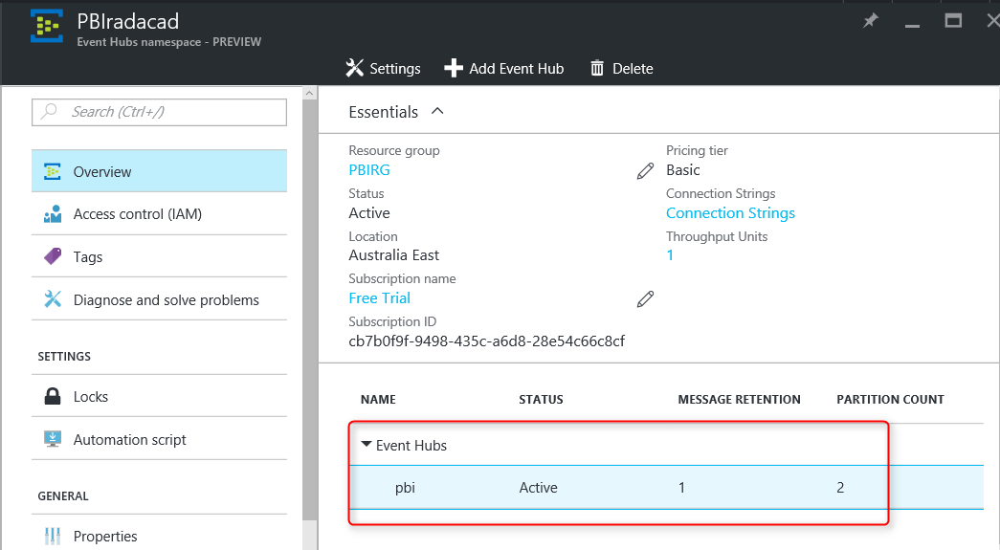 PBIradacad
Event Hubs namespace - PREVIEW
Settings
Add Event Hub
Delete
Search (Ctrl+/)
Overview
Access control (IAM)
Tags
Diagnose and solve problems
SETTINGS
Locks
Automation script
GENERAL
Properties
Essentials
Resource group
PBIRG
Status
Active
Location
Australia East
Subscription name
Free Trial
Subscription ID
cb7b0f9f-9498-435c-a6d8-28e54c66c8cf
Pricing tier
Basic
Connection Strings
Connection Strings
Throughput Units
1
NAME STATUS MESSAGE RETENTION PARTITION COUNT
Event Hubs
pbi Active 1 2